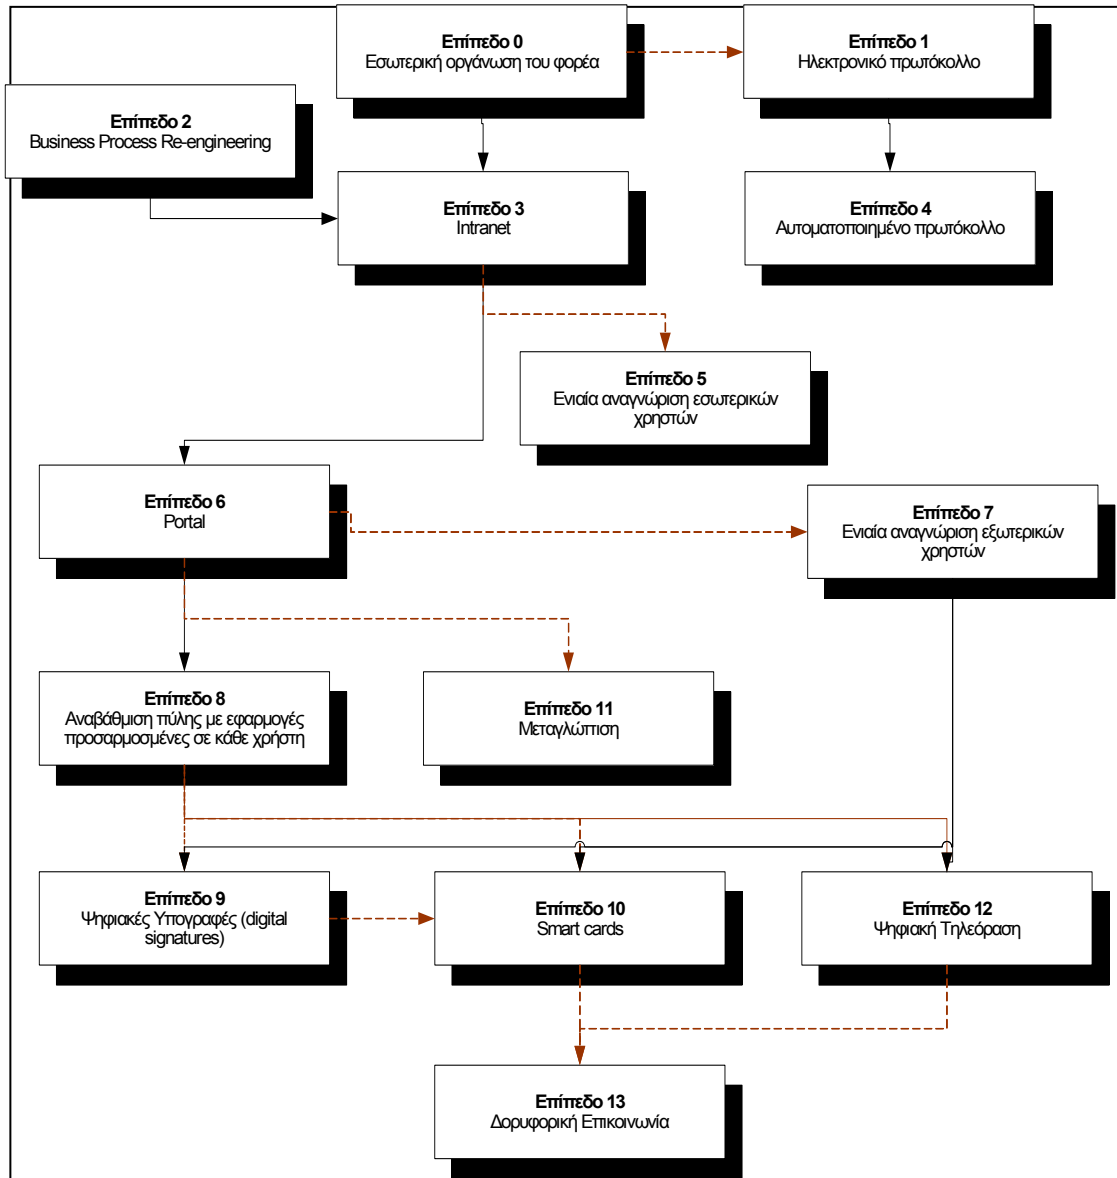 Επίπεδο 0
Εσωτερική οργάνωση του φορέα
Επίπεδο 1
Ηλεκτρονικό πρωτόκολλο
Επίπεδο 2
Business Process Re-engineering
Επίπεδο 3
Intranet
Επίπεδο 4
Αυτοματοποιημένο πρωτόκολλο
Επίπεδο 5
Ενιαία αναγνώριση εσωτερικών
χρηστών
Επίπεδο 6
Portal
Επίπεδο 7
Ενιαία αναγνώριση εξωτερικών
χρηστών
Επίπεδο 8
Αναβάθμιση πύλης με εφαρμογές
προσαρμοσμένες σε κάθε χρήστη
Επίπεδο 11
Μεταγλώττιση
Επίπεδο 9
Ψηφιακές Υπογραφές (digital
signatures)
Επίπεδο 10
Smart cards
Επίπεδο 12
Ψηφιακή Τηλεόραση
Επίπεδο 13
Δορυφορική Επικοινωνία